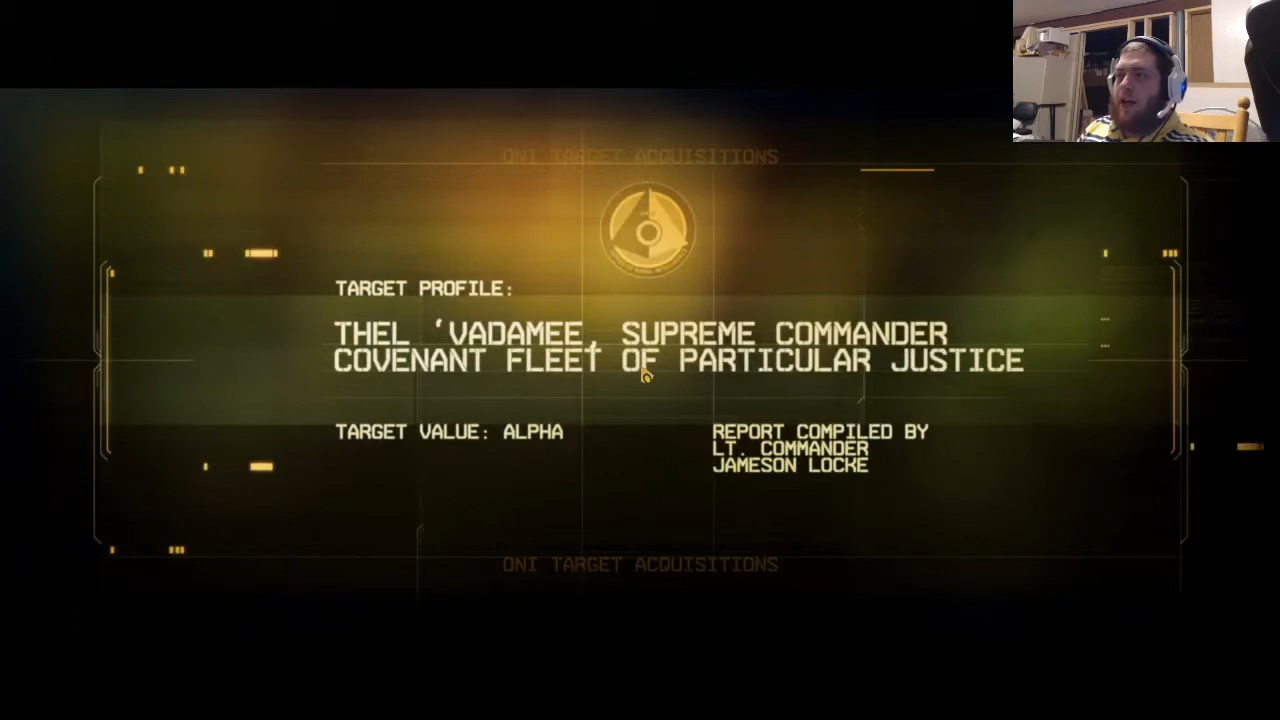 ONI TARGET ACQUISITIONS
TARGET PROFILE:
THEL 'VADAMEE, SUPREME COMMANDER
COVENANT FLEET OF PARTICULAR JUSTICE
TARGET VALUE: ALPHA
REPORT COMPILED BY
LT. COMMANDER
JAMESON LOCKE
ONI TARGET ACQUISITIONS